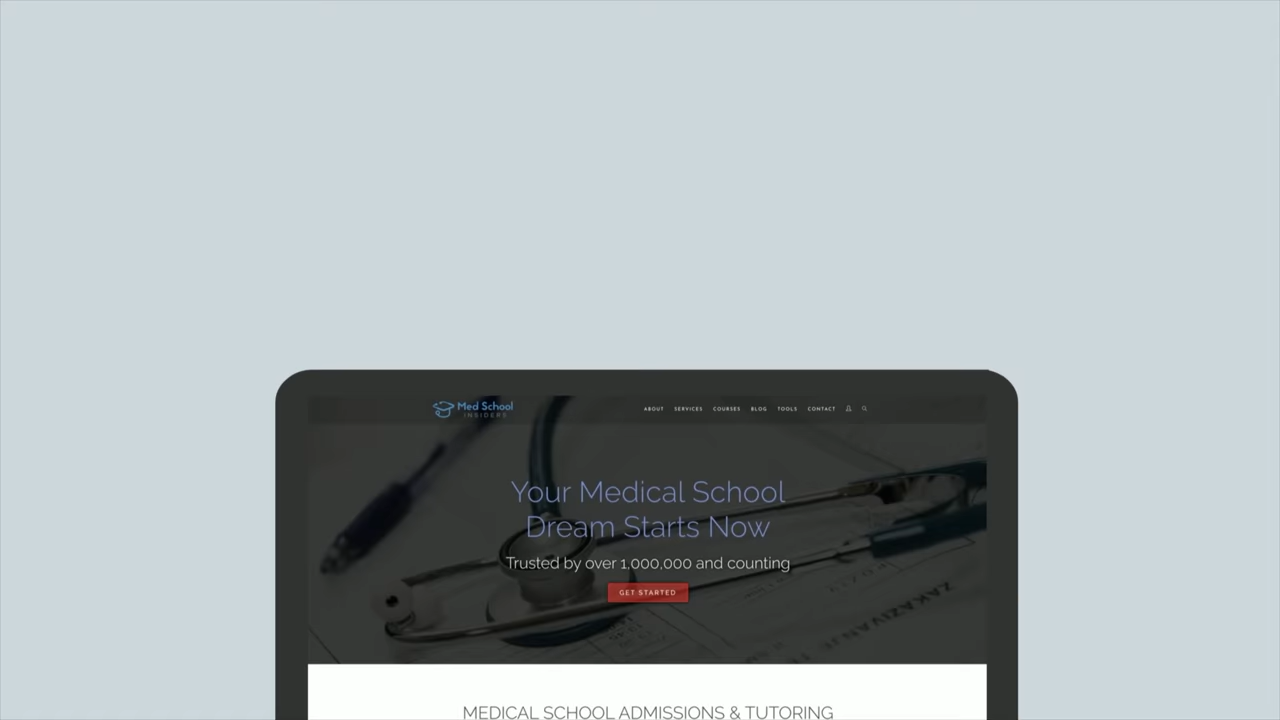 Med School
INSIDERS
ABOUT SERVICES COURSES BLOG TOOLS CONTACT
Your Medical School
Dream Starts Now
Trusted by over 1,000,000 and counting
GET STARTED
ZAKAZIVANJE
MEDICAL SCHOOL ADMISSIONS & TUTORING